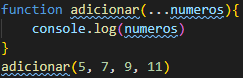 function adicionar(...numeros){
    console.log(numeros)
}
adicionar(5, 7, 9, 11)